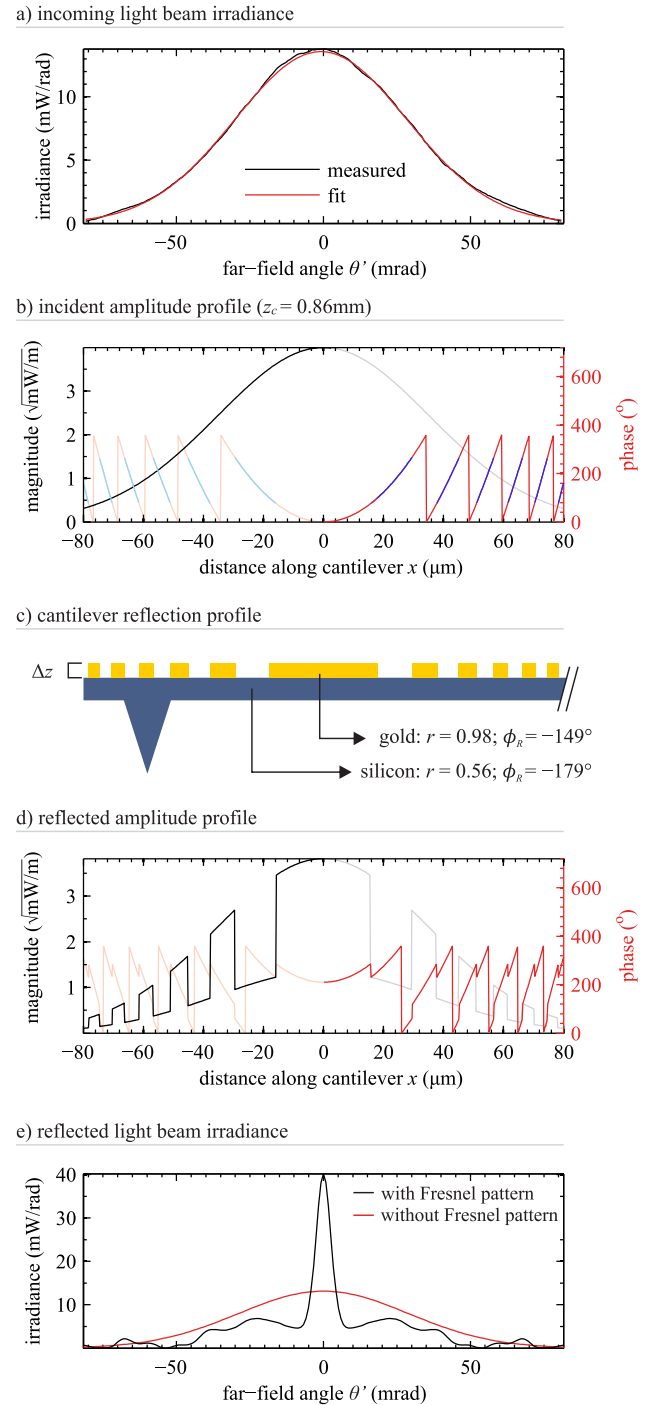 a) incoming light beam irradiance
irradiance (mW/rad)
10
5
0
measured
fit
−50
0
50
far−field angle θ’ (mrad)
b) incident amplitude profile (z_c = 0.86mm)
magnitude (√mW/m)
3
2
1
0
600
400
200
0
phase (°)
−80
−60
−40
−20
0
20
40
60
80
distance along cantilever x (μm)
c) cantilever reflection profile
Δz
gold: r = 0.98; ϕ_R = −149°
silicon: r = 0.56; ϕ_R = −179°
d) reflected amplitude profile
magnitude (√mW/m)
3
2
1
600
400
200
0
phase (°)
−80
−60
−40
−20
0
20
40
60
80
distance along cantilever x (μm)
e) reflected light beam irradiance
irradiance (mW/rad)
40
30
20
10
with Fresnel pattern
without Fresnel pattern
−50
0
50
far−field angle θ’ (mrad)